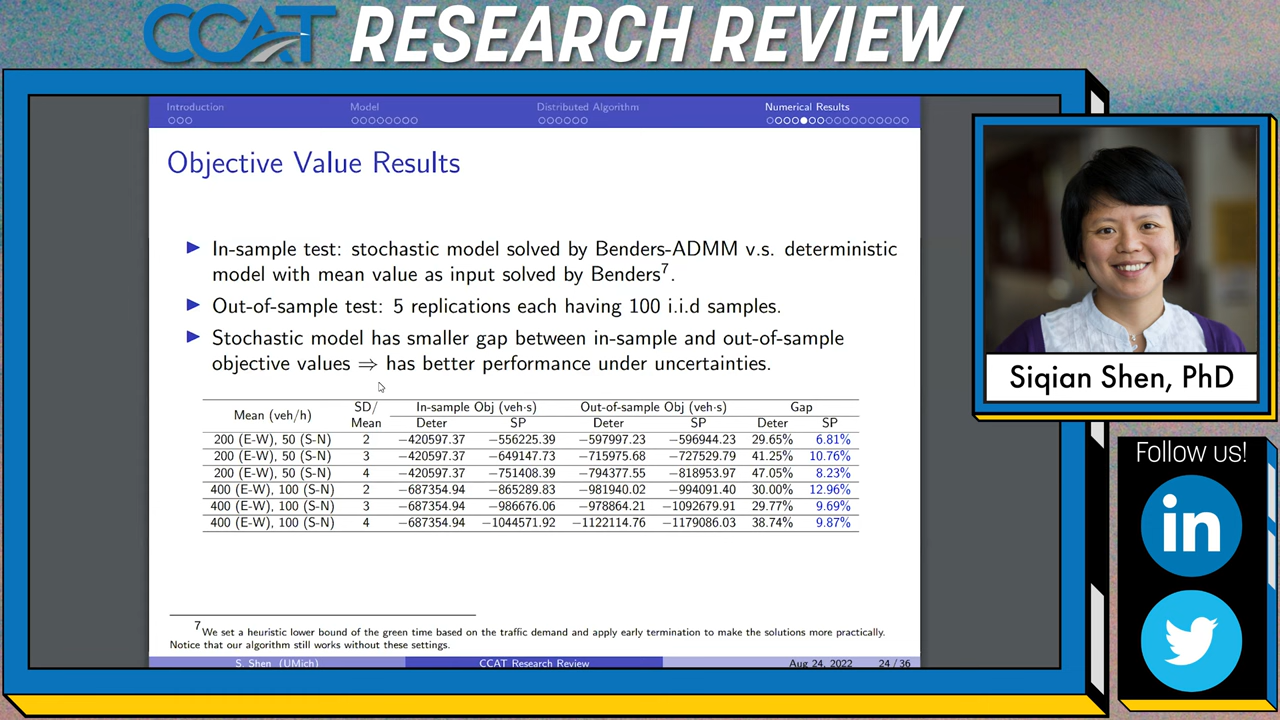 CCAT RESEARCH REVIEW
Introduction Model Distributed Algorithm Numerical Results
Objective Value Results
In-sample test: stochastic model solved by Benders-ADMM v.s. deterministic
model with mean value as input solved by Benders7.
Out-of-sample test: 5 replications each having 100 i.i.d samples.
Stochastic model has smaller gap between in-sample and out-of-sample
objective values ⇒ has better performance under uncertainties.
Mean (veh/h) SD/ Mean In-sample Obj (veh·s) Out-of-sample Obj (veh·s) Gap
Deter SP Deter SP Deter SP
200 (E-W), 50 (S-N) 2 −420597.37 −556225.39 −597997.23 −596944.23 29.65% 6.81%
200 (E-W), 50 (S-N) 3 −420597.37 −649147.73 −715975.68 −727529.79 41.25% 10.76%
200 (E-W), 50 (S-N) 4 −420597.37 −751408.39 −794377.55 −818953.97 47.05% 8.23%
400 (E-W), 100 (S-N) 2 −687354.94 −865289.83 −981940.02 −994091.40 30.00% 12.96%
400 (E-W), 100 (S-N) 3 −687354.94 −986676.06 −978864.21 −1092679.91 29.77% 9.69%
400 (E-W), 100 (S-N) 4 −687354.94 −1044571.92 −1122114.76 −1179086.03 38.74% 9.87%
7We set a heuristic lower bound of the green time based on the traffic demand and apply early termination to make the solutions more practically.
Notice that our algorithm still works without these settings.
S. Shen (UMich) CCAT Research Review Aug 24, 2022 24 / 36
Siqian Shen, PhD
Follow us!
in